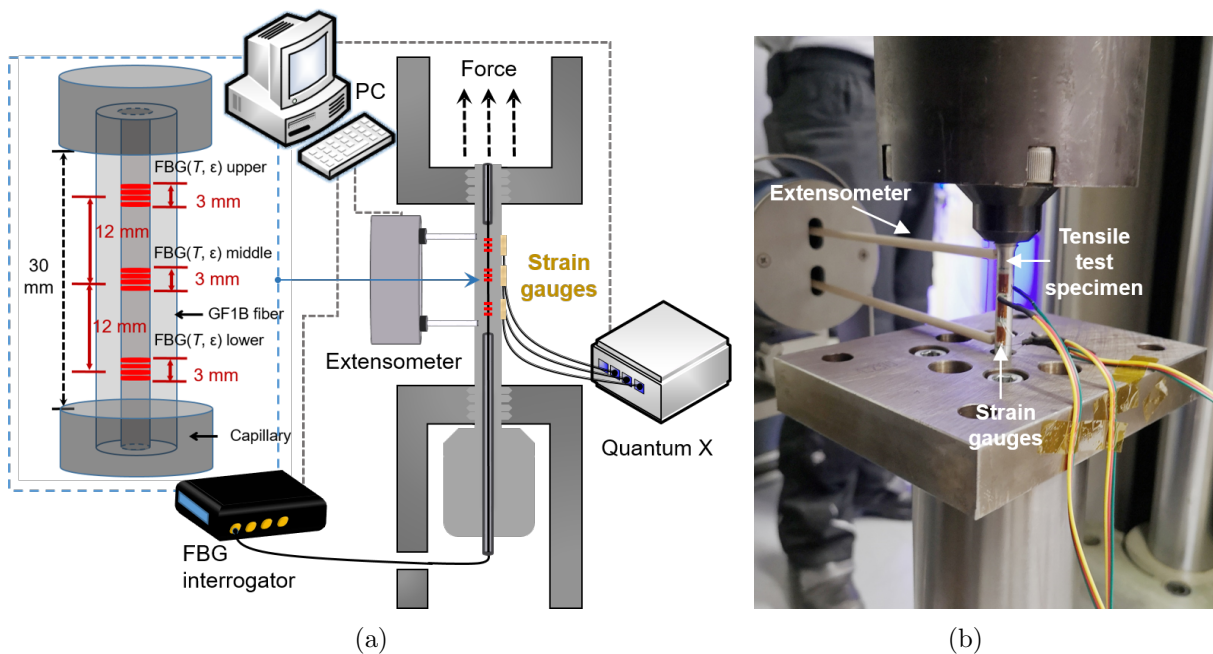 PC
Force
FBG(T, ε) upper
3 mm
12 mm
FBG(T, ε) middle
3 mm
30
mm
GF1B fiber
12 mm
FBG(T, ε) lower
3 mm
Capillary
Strain
gauges
Extensometer
Quantum X
FBG
interrogator
(a)
Extensometer
Tensile
test
specimen
Strain
gauges
(b)